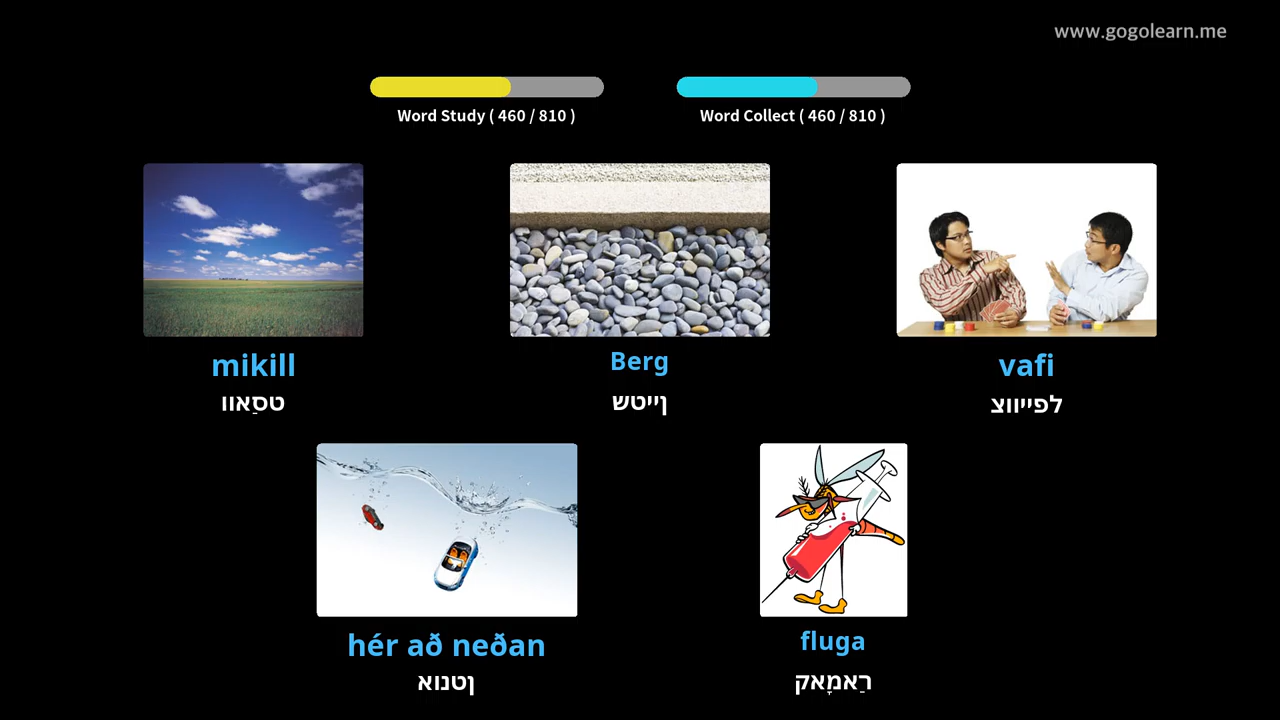 www.gogolearn.me
Word Study ( 460 / 810 )
Word Collect ( 460 / 810 )
mikill
טסַאוו
Berg
ןייטש
vafi
לפייווצ
hér að neðan
ןטנוא
fluga
רַאמָאק